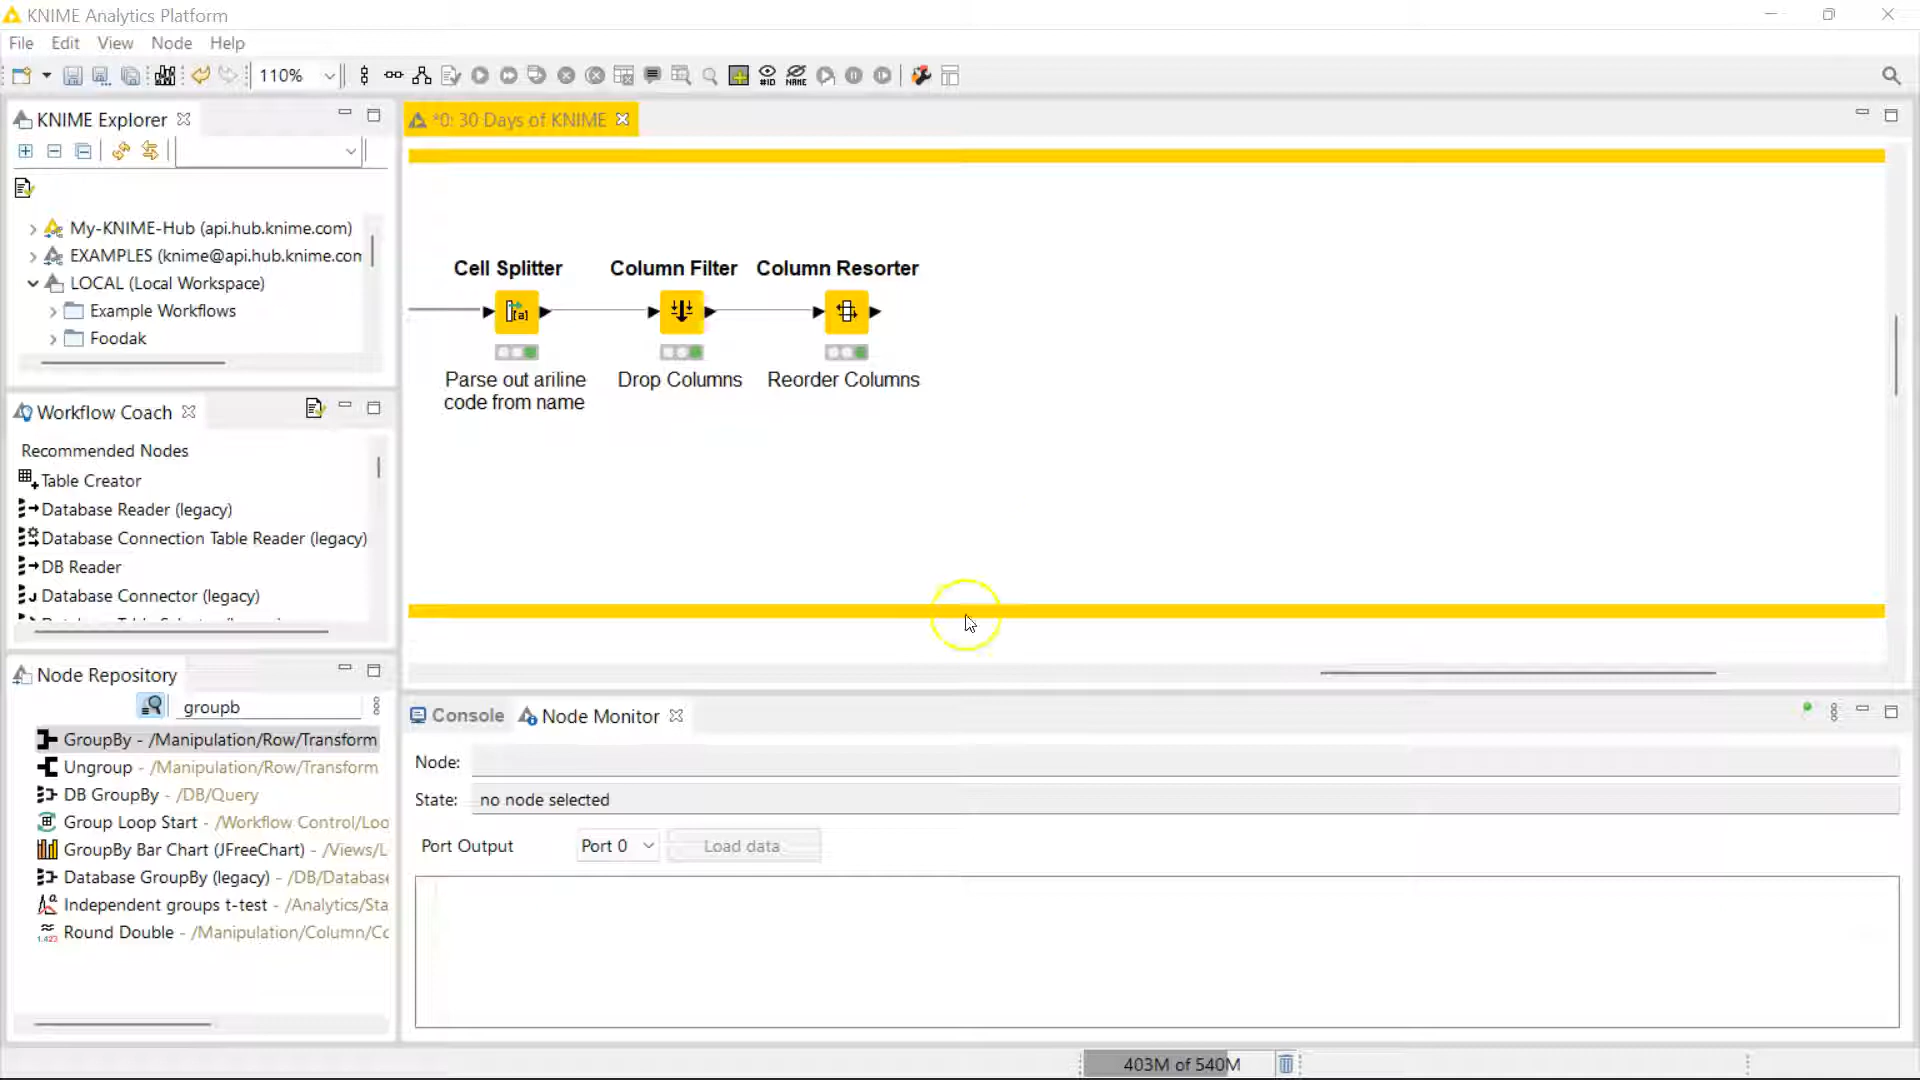 KNIME Analytics Platform
File Edit View Node Help
110%
#ID
NAME
KNIME Explorer
*0: 30 Days of KNIME
My-KNIME-Hub (api.hub.knime.com)
EXAMPLES (knime@api.hub.knime.com
LOCAL (Local Workspace)
Example Workflows
Foodak
Cell Splitter
Column Filter
Column Resorter
[a]
Parse out ariline
code from name
Drop Columns
Reorder Columns
Workflow Coach
Recommended Nodes
Table Creator
Database Reader (legacy)
Database Connection Table Reader (legacy)
DB Reader
Database Connector (legacy)
Node Repository
groupb
GroupBy - /Manipulation/Row/Transform
Ungroup - /Manipulation/Row/Transform
DB GroupBy - /DB/Query
Group Loop Start - /Workflow Control/Loo
GroupBy Bar Chart (JFreeChart) - /Views/L
Database GroupBy (legacy) - /DB/Database
Independent groups t-test - /Analytics/Sta
Round Double - /Manipulation/Column/Co
Console
Node Monitor
Node:
State: no node selected
Port Output Port 0 Load data
403M of 540M